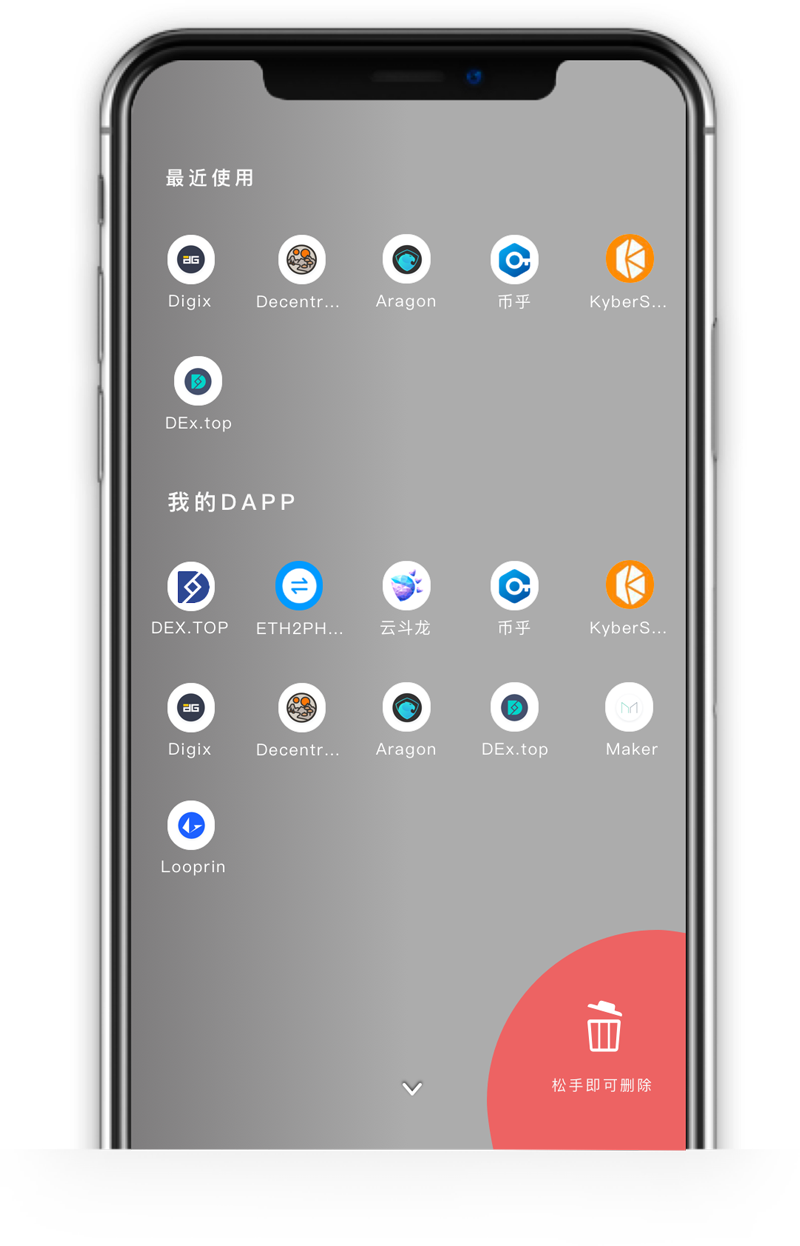 最近使用
Digix Decentr... Aragon 币乎 KyberS...
DEx.top
我的DAPP
DEX.TOP ETH2PH... 云斗龙 币乎 KyberS...
Digix Decentr... Aragon DEx.top Maker
Looprin
松手即可删除